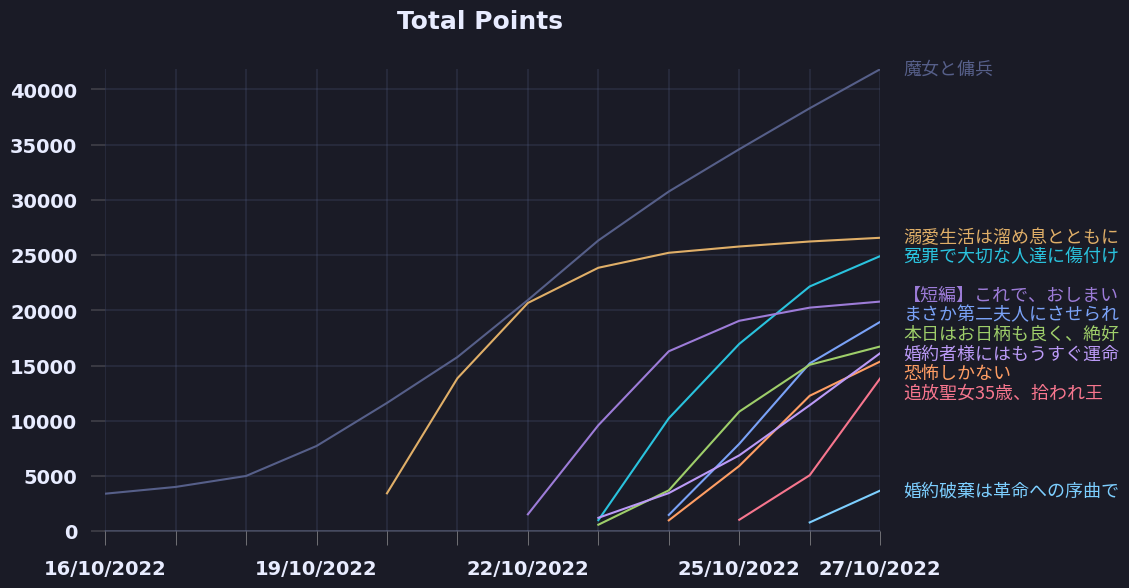 Total Points
40000
35000
30000
25000
20000
15000
10000
5000
0
16/10/2022
19/10/2022
22/10/2022
25/10/2022
27/10/2022
魔女と傭兵
溺愛生活は溜め息とともに
冤罪で大切な人達に傷付け
【短編】これで、おしまい
まさか第二夫人にさせられ
本日はお日柄も良く、絶好
婚約者様にはもうすぐ運命
恐怖しかない
追放聖女35歳、拾われ王
婚約破棄は革命への序曲で